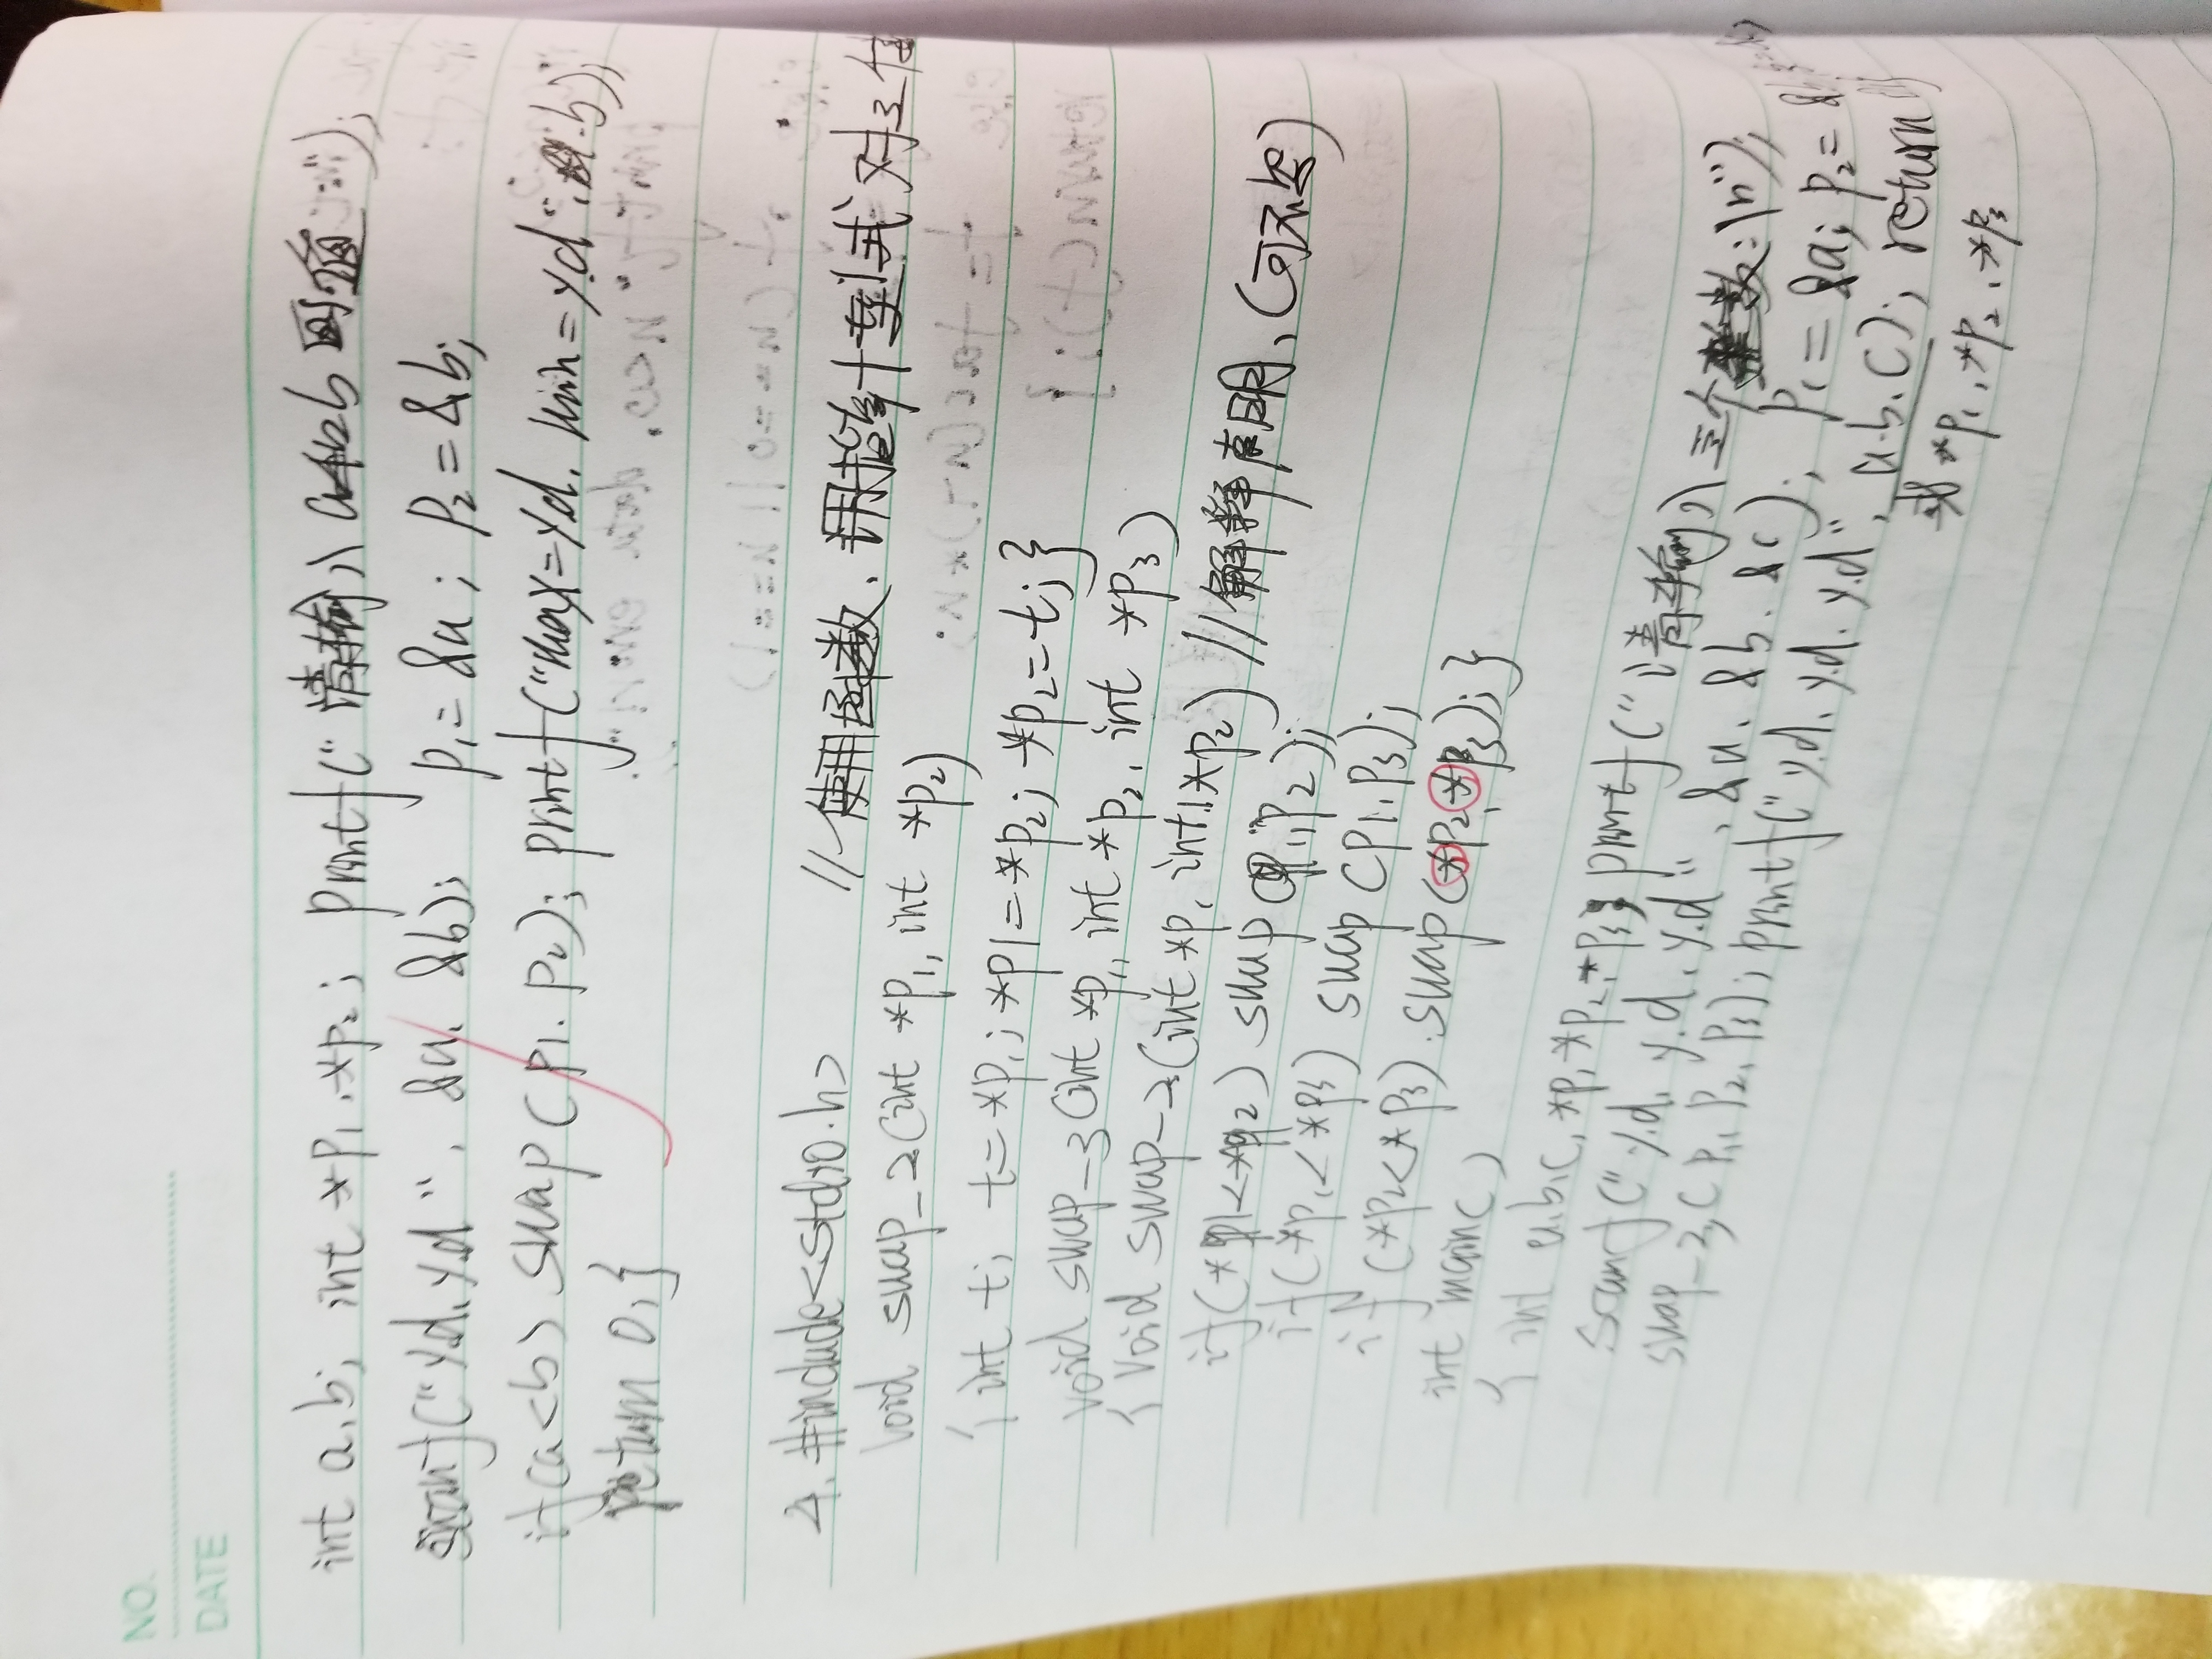 NO.
DATE
int a,b; int *p1,*p2; printf("请输入a和b的值:");
scanf("%d,%d", &a, &b); p1=&a; p2=&b;
if(a<b) swap(p1,p2); printf("max=%d, min=%d",a,b);
return 0;}
4. #include<stdio.h> //使用函数,用指针型式对三个
void swap_2(int *p1, int *p2)
{int t; t=*p1; *p1=*p2; *p2=t;}
void swap_3(int *p1, int *p2, int *p3)
{void swap_2(int *p, int *p2) //解释声明,(可不写)
if(*p1<*p2) swap(p1,p2);
if(*p1<*p3) swap(p1,p3);
if(*p2<*p3) swap(*p2,*p3);}
int main()
{int a,b,c,*p1,*p2,*p3; printf("请输入三个整数:\n");
scanf("%d,%d,%d", &a,&b,&c); p1=&a; p2=&b;
swap_3(p1,p2,p3); printf("%d,%d,%d", a,b,c); return
或*p1,*p2,*p3